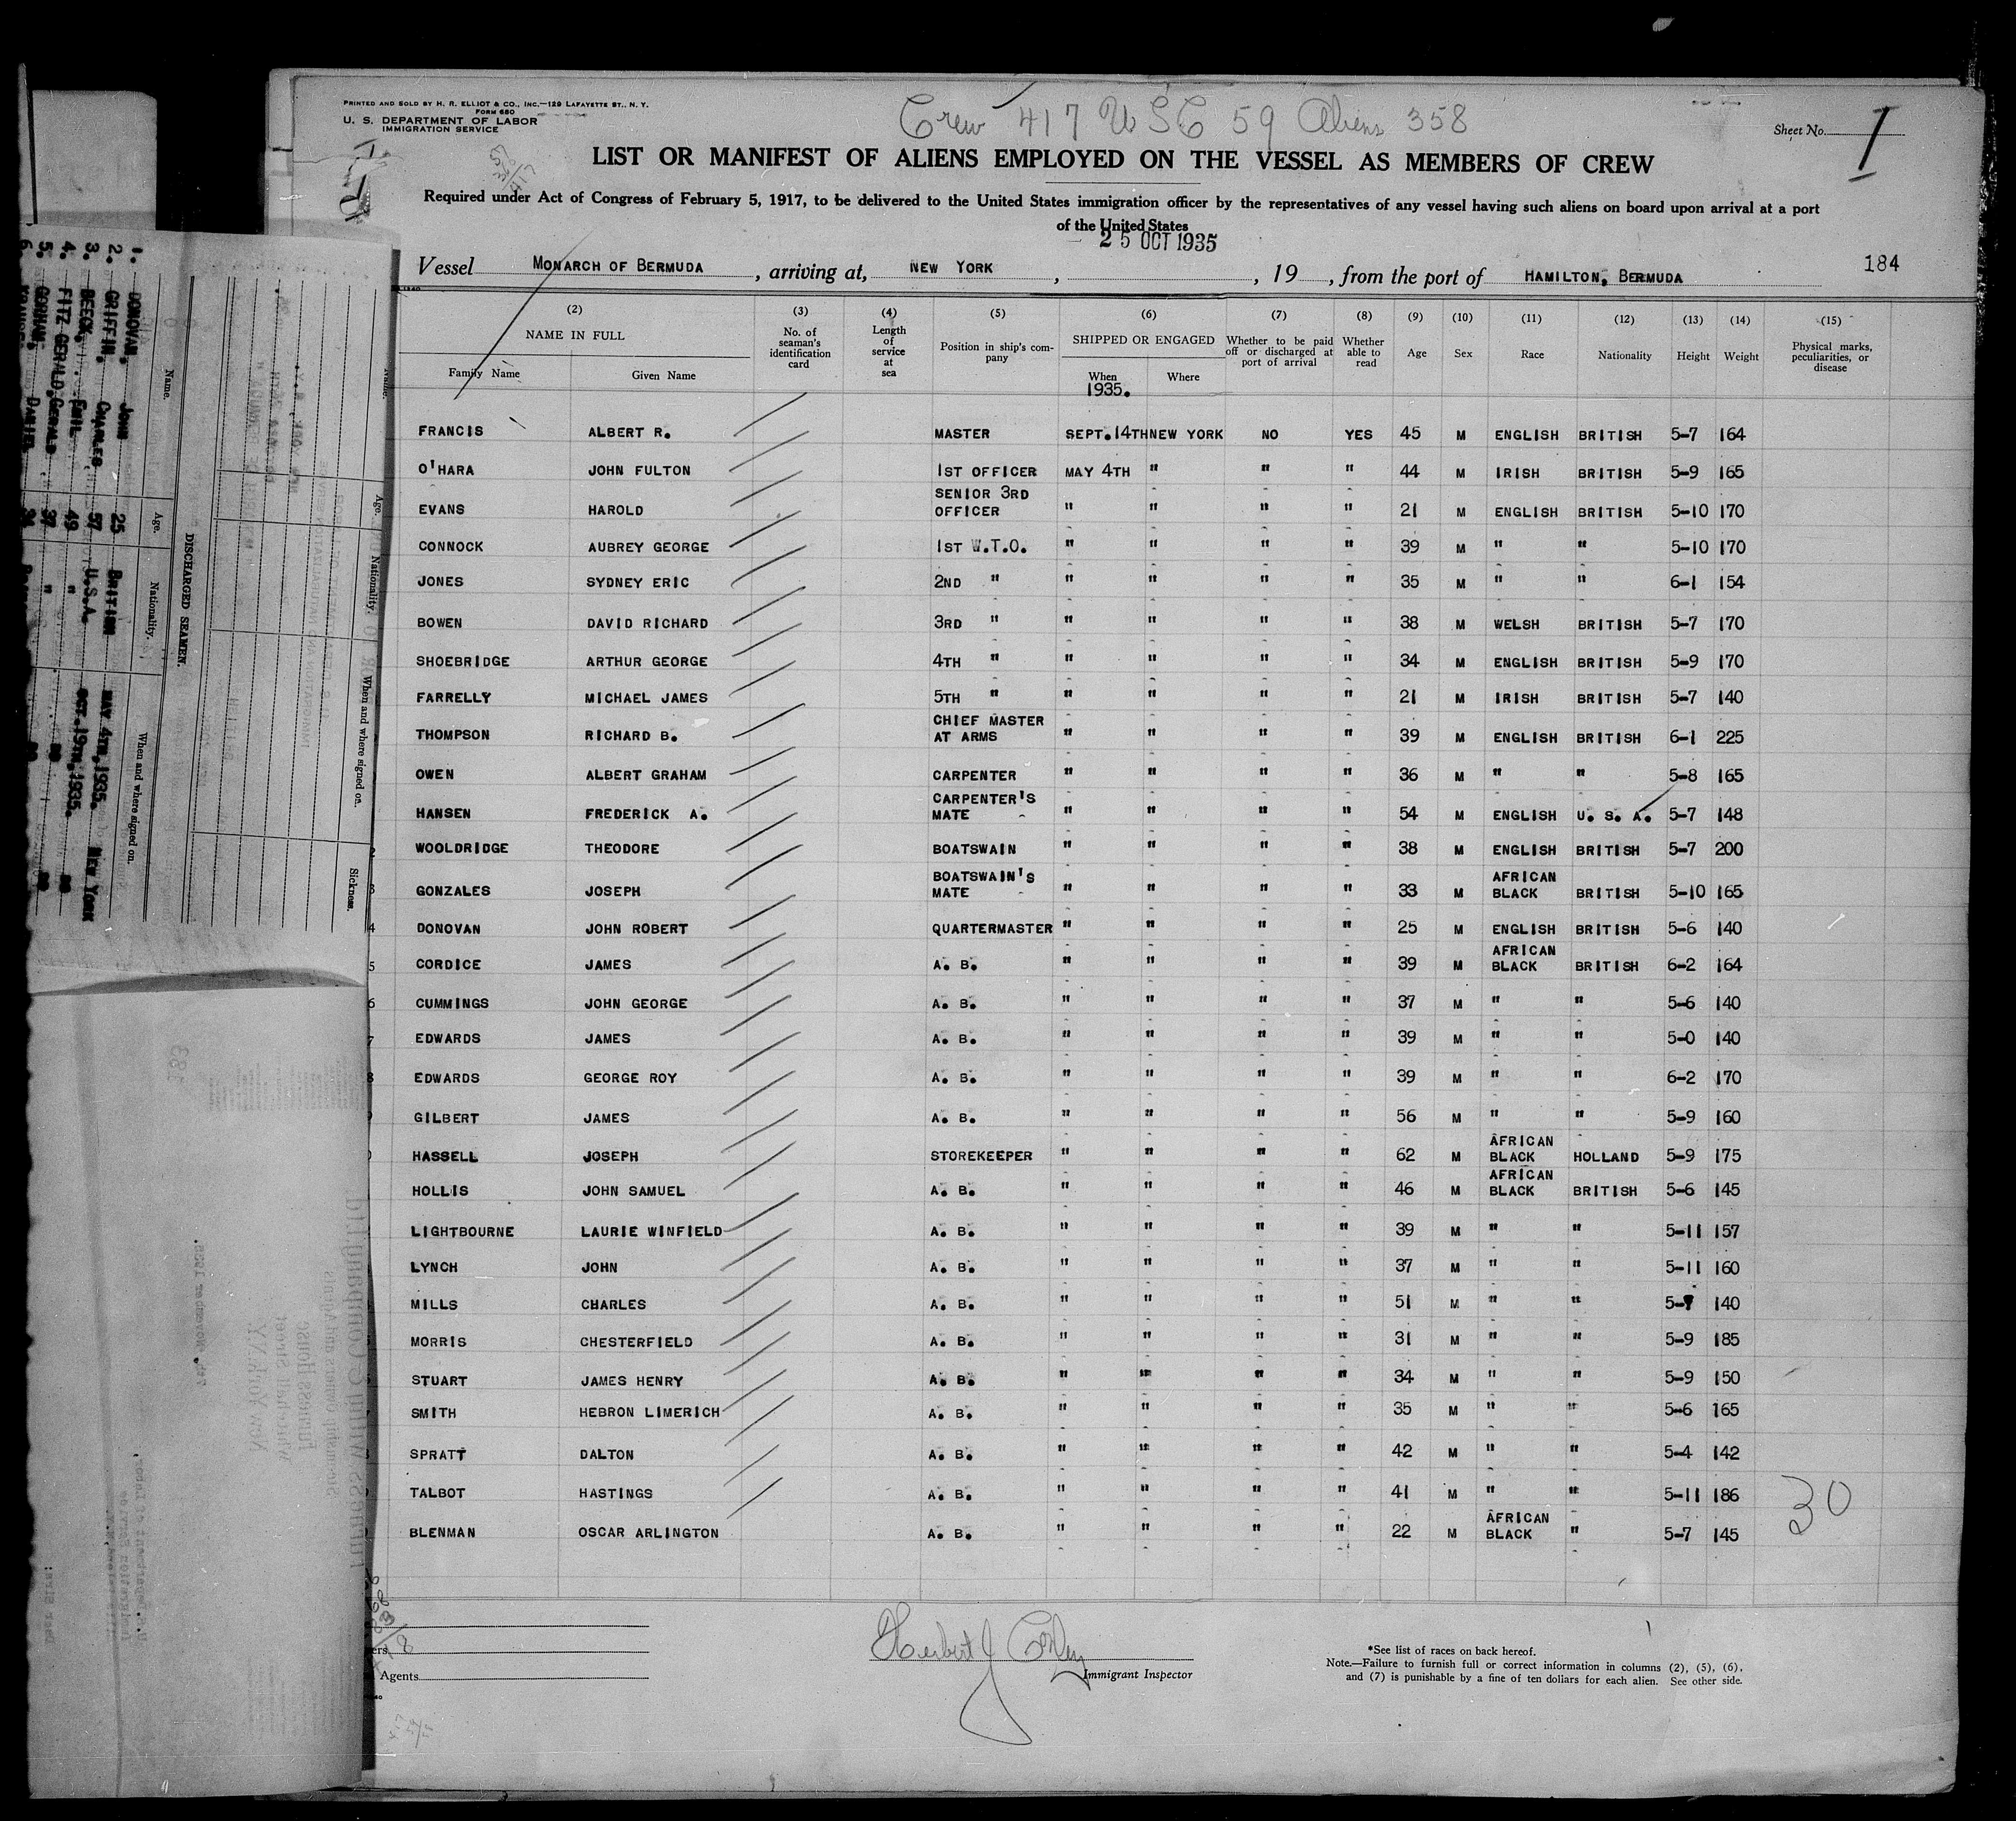 PRINTED AND SOLD BY H. R. ELLIOT & CO., INC.—129 LAFAYETTE ST., N. Y.
FORM 680
U. S. DEPARTMENT OF LABOR
IMMIGRATION SERVICE
Crew 417 USC 59 Aliens 358
Sheet No. 1
LIST OR MANIFEST OF ALIENS EMPLOYED ON THE VESSEL AS MEMBERS OF CREW
Required under Act of Congress of February 5, 1917, to be delivered to the United States immigration officer by the representatives of any vessel having such aliens on board upon arrival at a port
of the United States
25 OCT 1935
Vessel MONARCH OF BERMUDA, arriving at, NEW YORK, , 19 , from the port of HAMILTON, BERMUDA
184
(2) (3) (4) (5) (6) (7) (8) (9) (10) (11) (12) (13) (14) (15)
NAME IN FULL No. of seaman's identification card Length of service at sea Position in ship's company SHIPPED OR ENGAGED Whether to be paid off or discharged at port of arrival Whether able to read Age Sex Race Nationality Height Weight Physical marks, peculiarities, or disease
Family Name Given Name When Where
1935.
FRANCIS ALBERT R. MASTER SEPT. 14TH NEW YORK NO YES 45 M ENGLISH BRITISH 5-7 164
O'HARA JOHN FULTON 1ST OFFICER MAY 4TH " " " 44 M IRISH BRITISH 5-9 165
EVANS HAROLD SENIOR 3RD OFFICER " " " " 21 M ENGLISH BRITISH 5-10 170
CONNOCK AUBREY GEORGE 1ST W.T.O. " " " " 39 M " " 5-10 170
JONES SYDNEY ERIC 2ND " " " " " 35 M " " 6-1 154
BOWEN DAVID RICHARD 3RD " " " " " 38 M WELSH BRITISH 5-7 170
SHOEBRIDGE ARTHUR GEORGE 4TH " " " " " 34 M ENGLISH BRITISH 5-9 170
FARRELLY MICHAEL JAMES 5TH " " " " " 21 M IRISH BRITISH 5-7 140
THOMPSON RICHARD B. CHIEF MASTER AT ARMS " " " " 39 M ENGLISH BRITISH 6-1 225
OWEN ALBERT GRAHAM CARPENTER " " " " 36 M " " 5-8 165
HANSEN FREDERICK A. CARPENTER'S MATE " " " " 54 M ENGLISH U. S. A. 5-7 148
WOOLDRIDGE THEODORE BOATSWAIN " " " " 38 M ENGLISH BRITISH 5-7 200
GONZALES JOSEPH BOATSWAIN'S MATE " " " " 33 M AFRICAN BLACK BRITISH 5-10 165
DONOVAN JOHN ROBERT QUARTERMASTER " " " " 25 M ENGLISH BRITISH 5-6 140
CORDICE JAMES A. B. " " " " 39 M AFRICAN BLACK BRITISH 6-2 164
CUMMINGS JOHN GEORGE A. B. " " " " 37 M " " 5-6 140
EDWARDS JAMES A. B. " " " " 39 M " " 5-0 140
EDWARDS GEORGE ROY A. B. " " " " 39 M " " 6-2 170
GILBERT JAMES A. B. " " " " 56 M " " 5-9 160
HASSELL JOSEPH STOREKEEPER " " " " 62 M AFRICAN BLACK HOLLAND 5-9 175
HOLLIS JOHN SAMUEL A. B. " " " " 46 M AFRICAN BLACK BRITISH 5-6 145
LIGHTBOURNE LAURIE WINFIELD A. B. " " " " 39 M " " 5-11 157
LYNCH JOHN A. B. " " " " 37 M " " 5-11 160
MILLS CHARLES A. B. " " " " 51 M " " 140
MORRIS CHESTERFIELD A. B. " " " " 31 M " " 5-9 185
STUART JAMES HENRY A. B. " " " " 34 M " " 5-9 150
SMITH HEBRON LIMERICH A. B. " " " " 35 M " " 5-6 165
SPRATT DALTON A. B. " " " " 42 M " " 5-4 142
TALBOT HASTINGS A. B. " " " " 41 M " " 5-11 186
BLENMAN OSCAR ARLINGTON A. B. " " " " 22 M AFRICAN BLACK " 5-7 145
30
Agents
Immigrant Inspector
*See list of races on back hereof.
Note.—Failure to furnish full or correct information in columns (2), (5), (6),
and (7) is punishable by a fine of ten dollars for each alien. See other side.
DISCHARGED SEAMEN.
Name. Age. Nationality. When and where signed on. Sickness.
1. DONOVAN, JOHN 25 BRITISH MAY 4TH, 1935. NEW YORK
2. GRIFFIN, CHARLES 57 U.S.A. OCT. 19TH, 1935.
3. BEECK, EMIL 49 "
4. FITZ GERALD, GERALD 37 "
5. GORHAM, DANIEL
6.